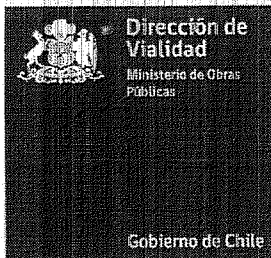 Dirección de
Vialidad
Ministerio de Obras
Públicas
Gobierno de Chile